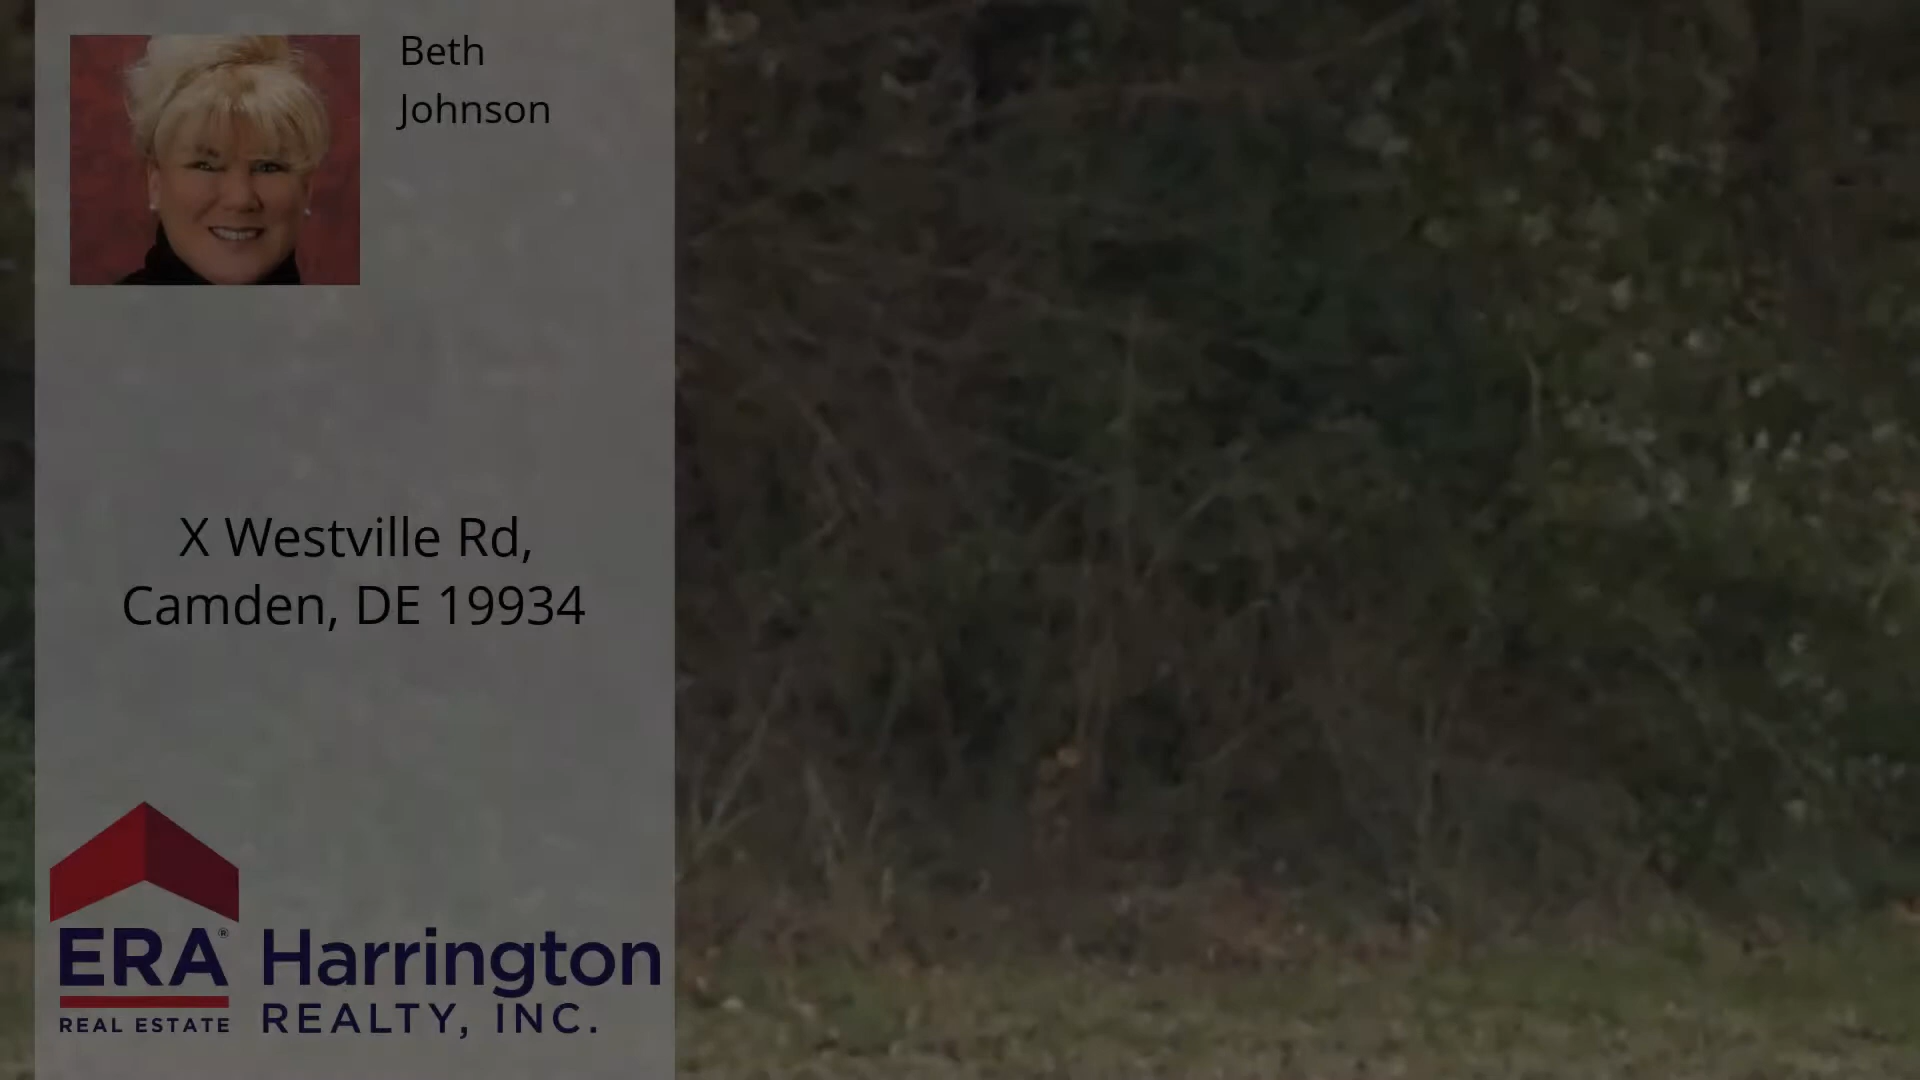 Beth
Johnson
X Westville Rd,
Camden, DE 19934
ERA® Harrington
REAL ESTATE REALTY, INC.